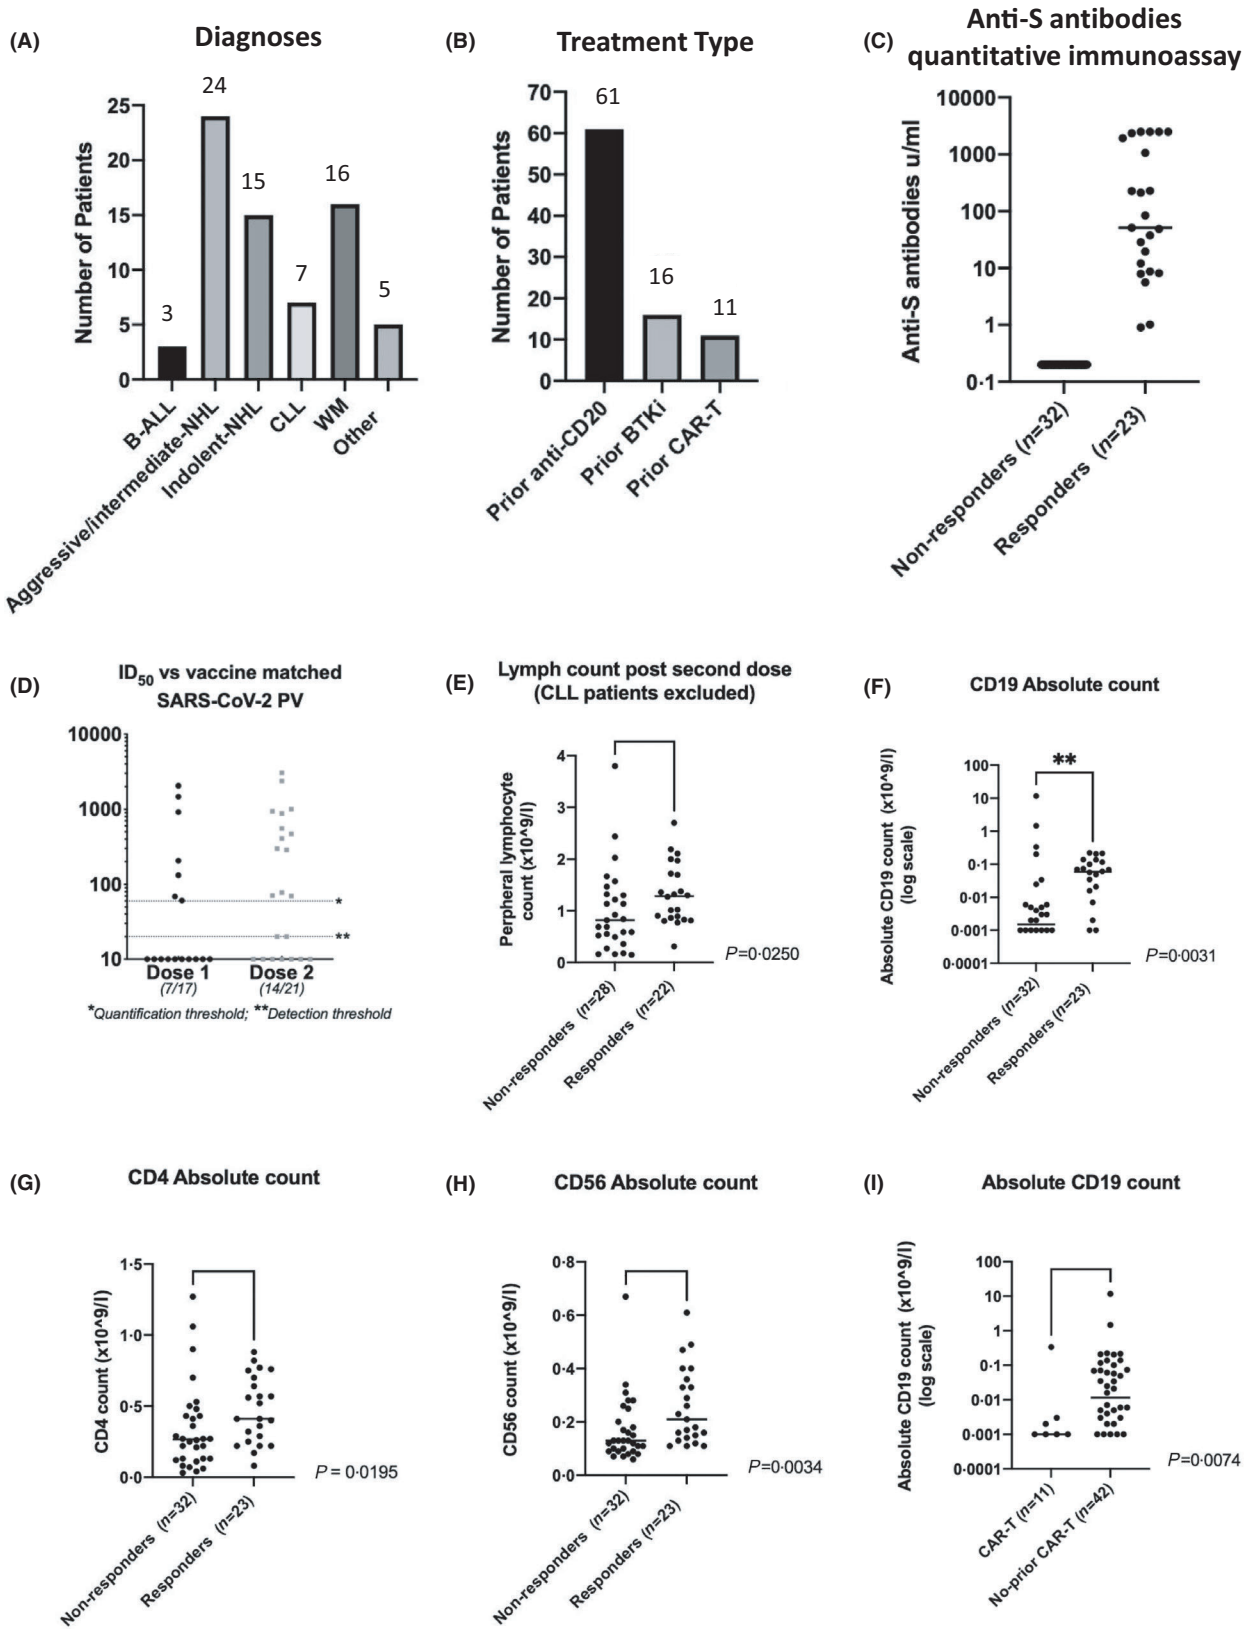 (A)
Diagnoses
Number of Patients
25
20
15
10
5
0
3
24
15
7
16
5
B-ALL
Aggressive/intermediate-NHL
Indolent-NHL
CLL
WM
Other
(B)
Treatment Type
Number of Patients
70
60
50
40
30
20
10
0
61
16
11
Prior anti-CD20
Prior BTKi
Prior CAR-T
(C)
Anti-S antibodies
quantitative immunoassay
Anti-S antibodies u/ml
10000
1000
100
10
1
0·1
Non-responders (n=32)
Responders (n=23)
(D)
ID50 vs vaccine matched
SARS-CoV-2 PV
10000
1000
100
10
*
**
Dose 1
(7/17)
Dose 2
(14/21)
*Quantification threshold; **Detection threshold
(E)
Lymph count post second dose
(CLL patients excluded)
Perpheral lymphocyte
count (x10^9/l)
4
3
2
1
0
P=0·0250
Non-responders (n=28)
Responders (n=22)
(F)
CD19 Absolute count
Absolute CD19 count (x10^9/l)
(log scale)
100
10
1
0·1
0·01
0·001
0·0001
**
P=0·0031
Non-responders (n=32)
Responders (n=23)
(G)
CD4 Absolute count
CD4 count (x10^9/l)
1·5
1·0
0·5
0·0
P = 0·0195
Non-responders (n=32)
Responders (n=23)
(H)
CD56 Absolute count
CD56 count (x10^9/l)
0·8
0·6
0·4
0·2
0·0
P=0·0034
Non-responders (n=32)
Responders (n=23)
(I)
Absolute CD19 count
Absolute CD19 count (x10^9/l)
(log scale)
100
10
1
0·1
0·01
0·001
0·0001
P=0·0074
CAR-T (n=11)
No-prior CAR-T (n=42)